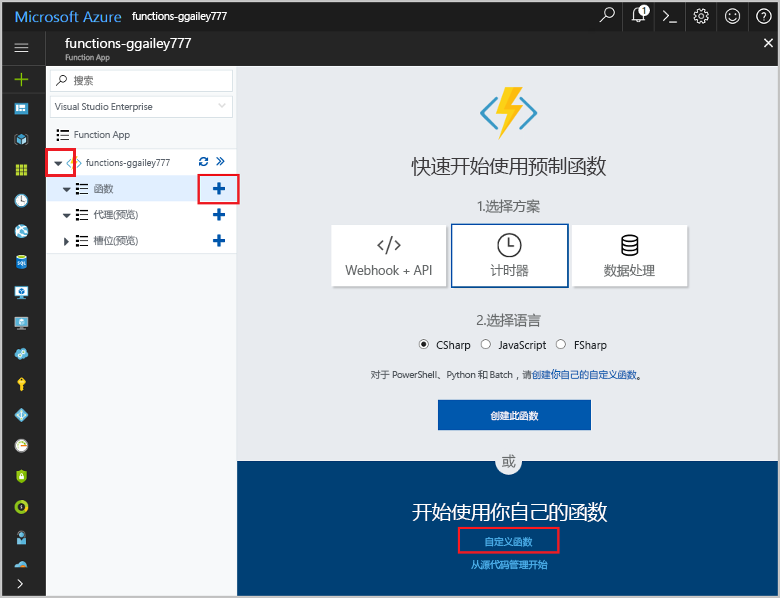 Microsoft Azure functions-ggailey777
1
functions-ggailey777
Function App
搜索
Visual Studio Enterprise
Function App
functions-ggailey777
函数
代理(预览)
槽位(预览)
快速开始使用预制函数
1.选择方案
Webhook + API
计时器
数据处理
2.选择语言
CSharp JavaScript FSharp
对于 PowerShell、Python 和 Batch，请创建你自己的自定义函数。
创建此函数
或
开始使用你自己的函数
自定义函数
从源代码管理开始